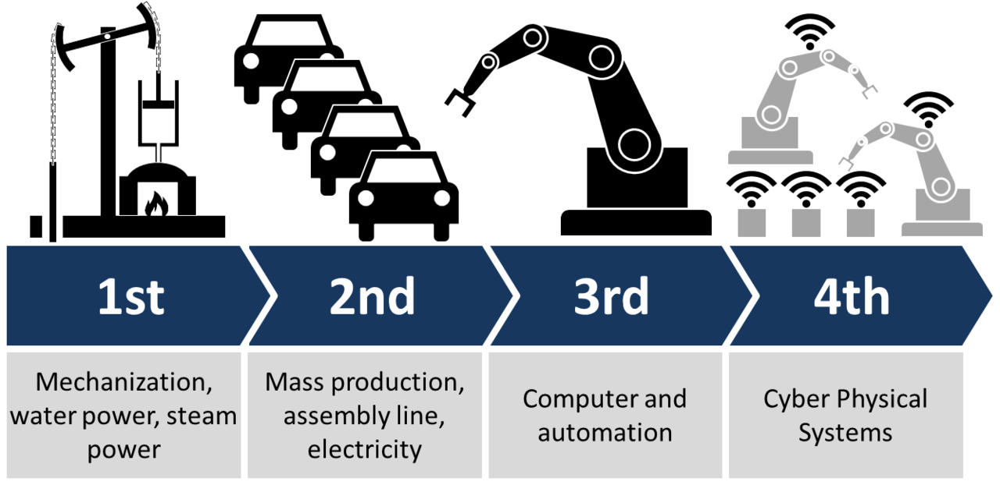 1st
2nd
3rd
4th
Mechanization,
water power, steam
power
Mass production,
assembly line,
electricity
Computer and
automation
Cyber Physical
Systems